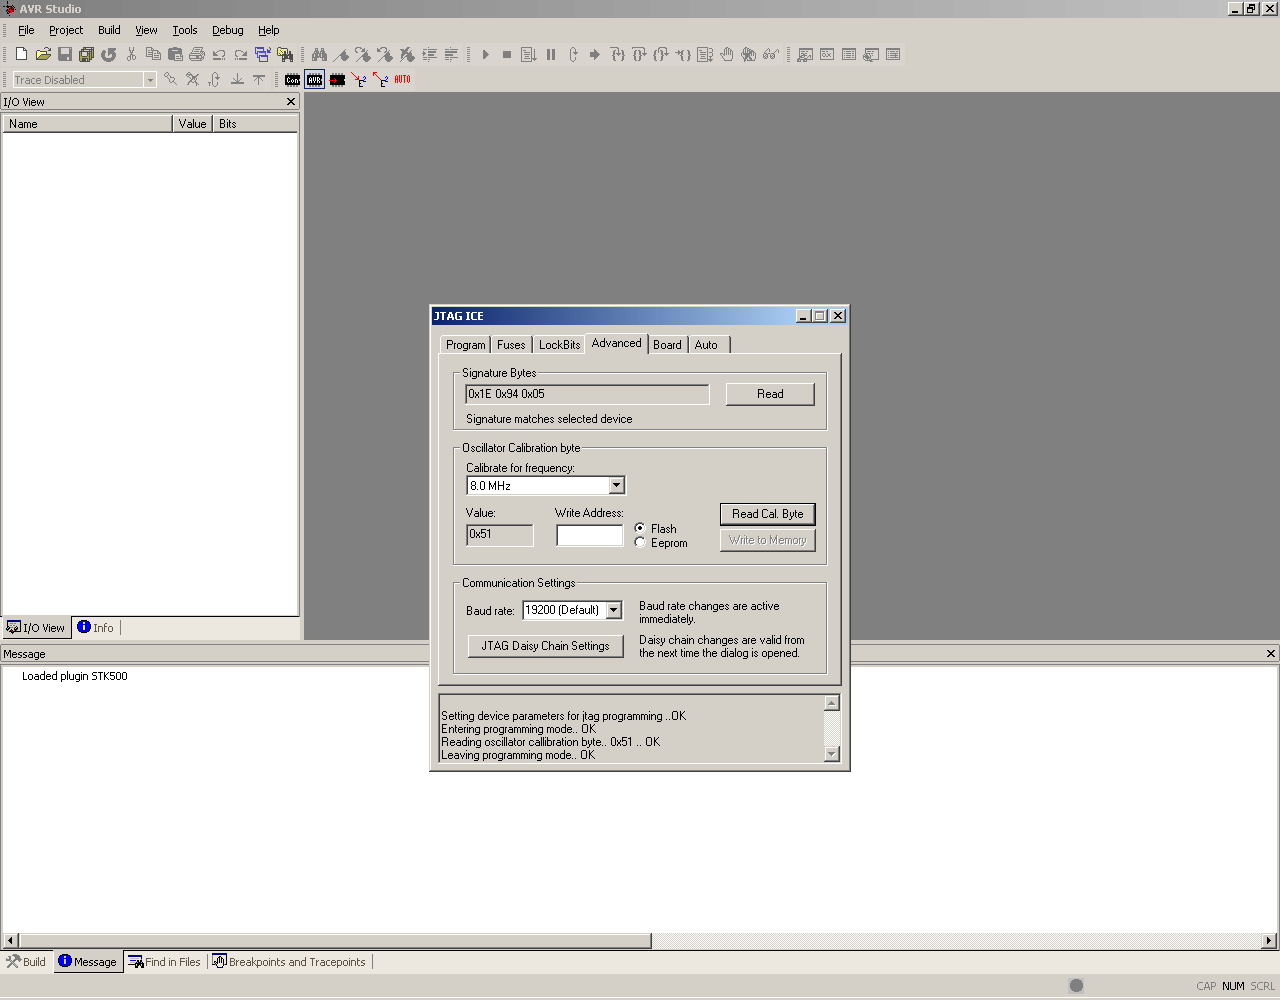 AVR Studio
File Project Build View Tools Debug Help
Trace Disabled
Con AVR AUTO
I/O View
Name Value Bits
JTAG ICE
Program Fuses LockBits Advanced Board Auto
Signature Bytes
0x1E 0x94 0x05 Read
Signature matches selected device
Oscillator Calibration byte
Calibrate for frequency:
8.0 MHz
Value: Write Address: Read Cal. Byte
0x51 Flash
Eeprom Write to Memory
Communication Settings
Baud rate: 19200 (Default) Baud rate changes are active
immediately.
JTAG Daisy Chain Settings Daisy chain changes are valid from
the next time the dialog is opened.
I/O View Info
Message
Loaded plugin STK500
Setting device parameters for jtag programming ..OK
Entering programming mode.. OK
Reading oscillator callibration byte.. 0x51 .. OK
Leaving programming mode.. OK
Build Message Find in Files Breakpoints and Tracepoints
CAP NUM SCRL